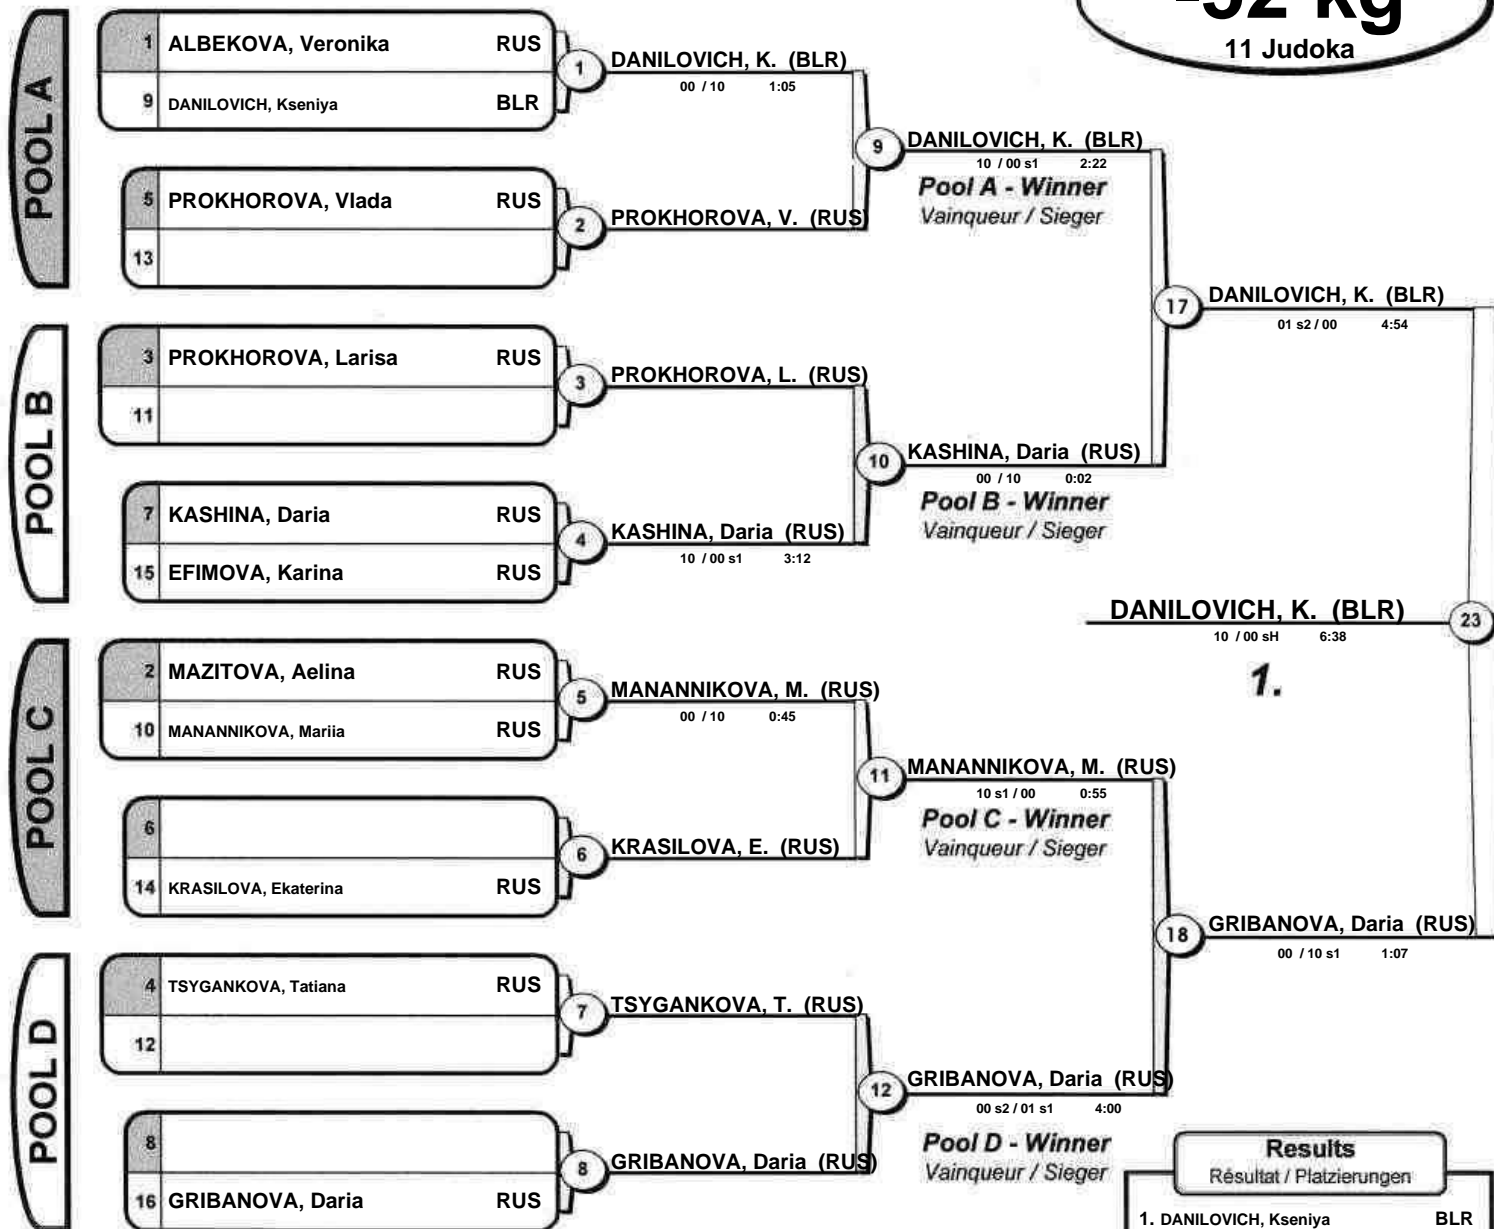 -52 kg
11 Judoka
POOL A
1 ALBEKOVA, Veronika RUS
9 DANILOVICH, Kseniya BLR
1 DANILOVICH, K. (BLR)
00 / 10 1:05
5 PROKHOROVA, Vlada RUS
13
2 PROKHOROVA, V. (RUS)
9 DANILOVICH, K. (BLR)
10 / 00 s1 2:22
Pool A - Winner
Vainqueur / Sieger
POOL B
3 PROKHOROVA, Larisa RUS
11
3 PROKHOROVA, L. (RUS)
7 KASHINA, Daria RUS
15 EFIMOVA, Karina RUS
4 KASHINA, Daria (RUS)
10 / 00 s1 3:12
10 KASHINA, Daria (RUS)
00 / 10 0:02
Pool B - Winner
Vainqueur / Sieger
17 DANILOVICH, K. (BLR)
01 s2 / 00 4:54
DANILOVICH, K. (BLR) 23
10 / 00 sH 6:38
1.
POOL C
2 MAZITOVA, Aelina RUS
10 MANANNIKOVA, Mariia RUS
5 MANANNIKOVA, M. (RUS)
00 / 10 0:45
6
14 KRASILOVA, Ekaterina RUS
6 KRASILOVA, E. (RUS)
11 MANANNIKOVA, M. (RUS)
10 s1 / 00 0:55
Pool C - Winner
Vainqueur / Sieger
POOL D
4 TSYGANKOVA, Tatiana RUS
12
7 TSYGANKOVA, T. (RUS)
8
16 GRIBANOVA, Daria RUS
8 GRIBANOVA, Daria (RUS)
12 GRIBANOVA, Daria (RUS)
00 s2 / 01 s1 4:00
Pool D - Winner
Vainqueur / Sieger
18 GRIBANOVA, Daria (RUS)
00 / 10 s1 1:07
Results
Résultat / Platzierungen
1. DANILOVICH, Kseniya BLR